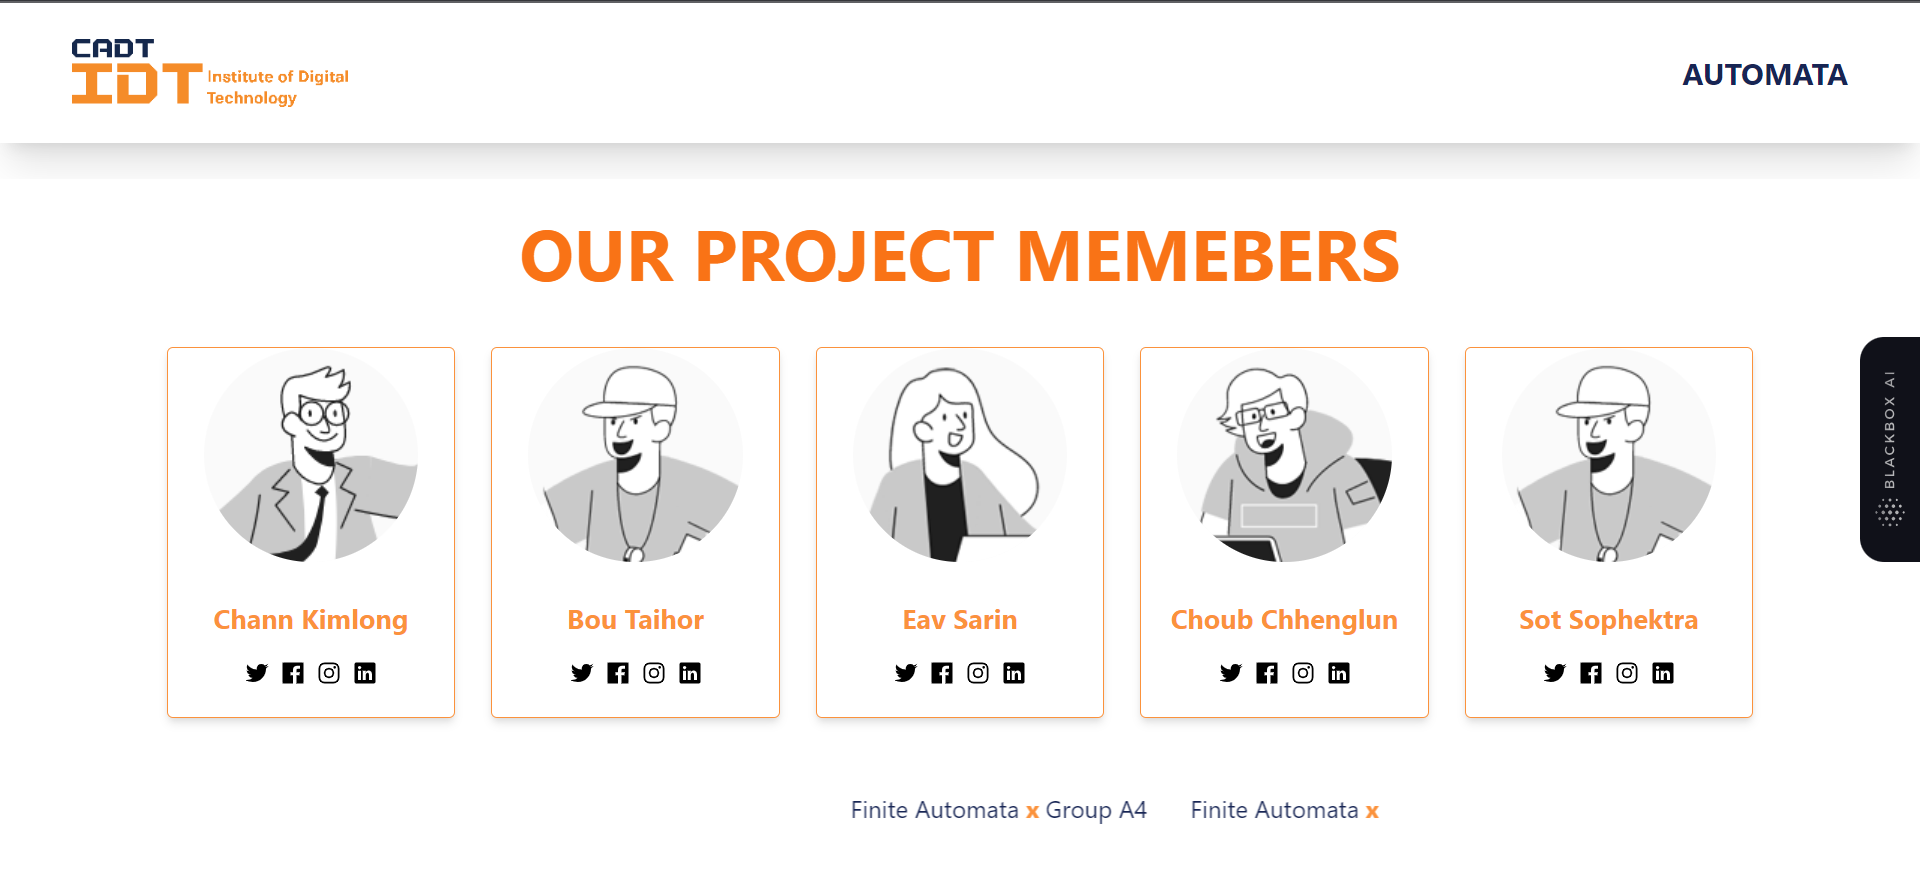 CADT
IDT Institute of Digital
Technology
AUTOMATA
OUR PROJECT MEMEBERS
Chann Kimlong
Bou Taihor
Eav Sarin
Choub Chhenglun
Sot Sophektra
BLACKBOX AI
Finite Automata x Group A4
Finite Automata x